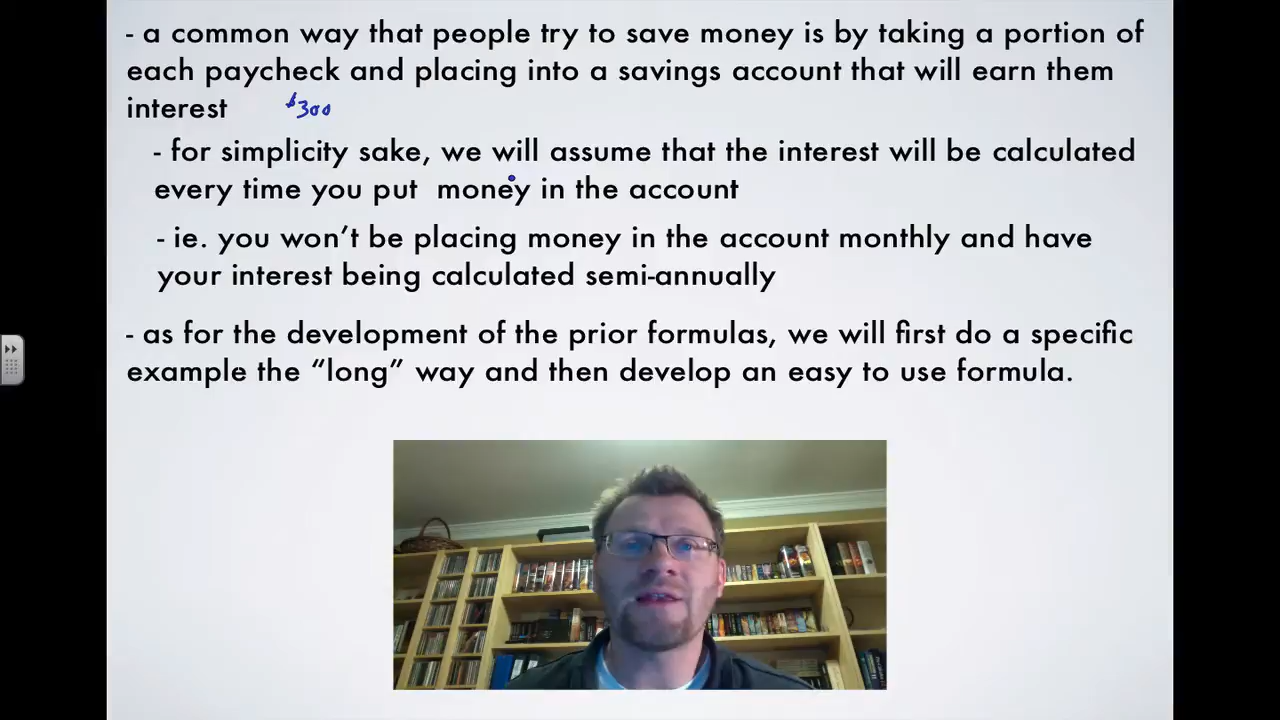 - a common way that people try to save money is by taking a portion of
each paycheck and placing into a savings account that will earn them
interest $300
- for simplicity sake, we will assume that the interest will be calculated
every time you put money in the account
- ie. you won't be placing money in the account monthly and have
your interest being calculated semi-annually
- as for the development of the prior formulas, we will first do a specific
example the “long” way and then develop an easy to use formula.